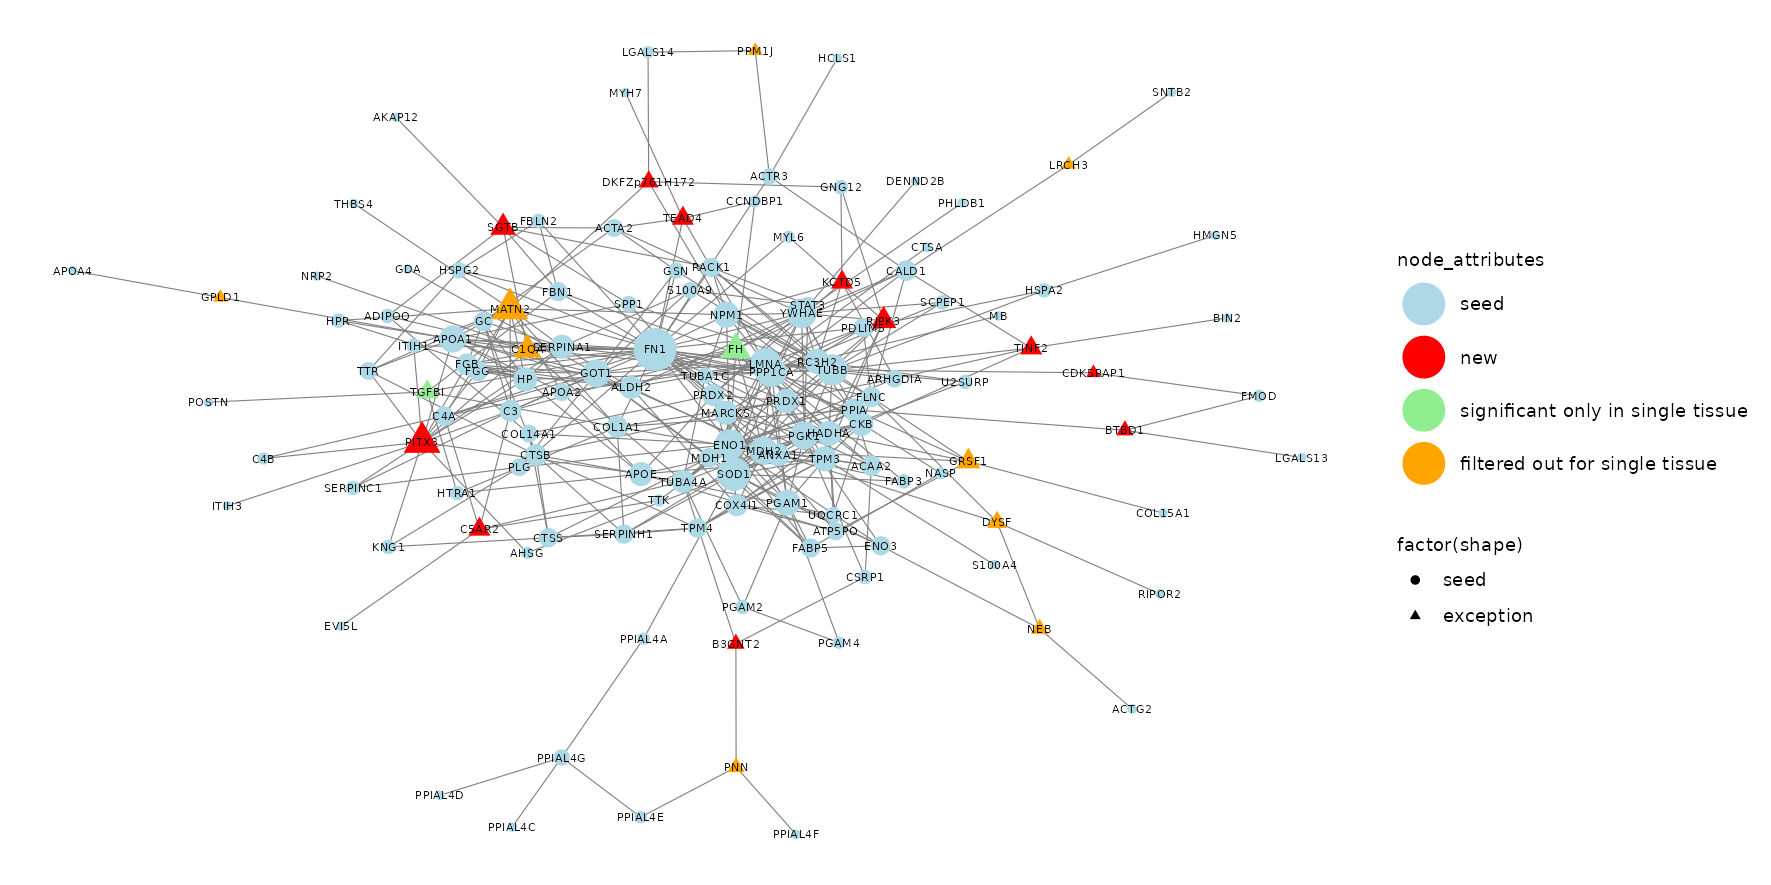 LGALS14
PPM1J
HCLS1
MYH7
SNTB2
AKAP12
LRCH3
DKFZp761H172
ACTR3
GNG12
DENND2B
THBS4
CCNDBP1
PHLDB1
SGTB
FBLN2
ACTA2
TEAD4
MYL6
HMGN5
CTSA
APOA4
NRP2
GDA
HSPG2
GSN
RACK1
CALD1
KCTD5
GPLD1
FBN1
S100A9
HSPA2
MATN2
SPP1
STAT3
SCPEP1
HPR
ADIPOQ
GC
NPM1
YWHAE
RIPK3
MB
BIN2
PDLIM5
APOA1
ITIH1
C1QA
SERPINA1
FN1
FH
TINF2
TTR
FGB
FGG
HP
GOT1
LMNA
PPP1CA
RC3H2
TUBB
TUBA1C
ARHGDIA
U2SURP
CDK5RAP1
POSTN
TGFBI
APOA2
ALDH2
PRDX2
PRDX1
FLNC
FMOD
C4A
C3
MARCKS
PPIA
CKB
COL14A1
COL1A1
PGK1
HADHA
BTBD1
PITX3
ENO1
MDH2
C4B
CTSB
PLG
MDH1
ANXA1
TPM3
ACAA2
GRSF1
LGALS13
APOE
SOD1
NASP
SERPINC1
HTRA1
TUBA4A
FABP3
ITIH3
TTK
COX4I1
PGAM1
UQCRC1
COL15A1
C5AR2
TPM4
DYSF
KNG1
AHSG
CTSS
SERPINH1
ATP5PO
FABP5
ENO3
S100A4
CSRP1
RIPOR2
EVI5L
PGAM2
PPIAL4A
B3GNT2
PGAM4
NEB
ACTG2
PPIAL4G
PNN
PPIAL4D
PPIAL4C
PPIAL4E
PPIAL4F
node_attributes
seed
new
significant only in single tissue
filtered out for single tissue
factor(shape)
seed
exception